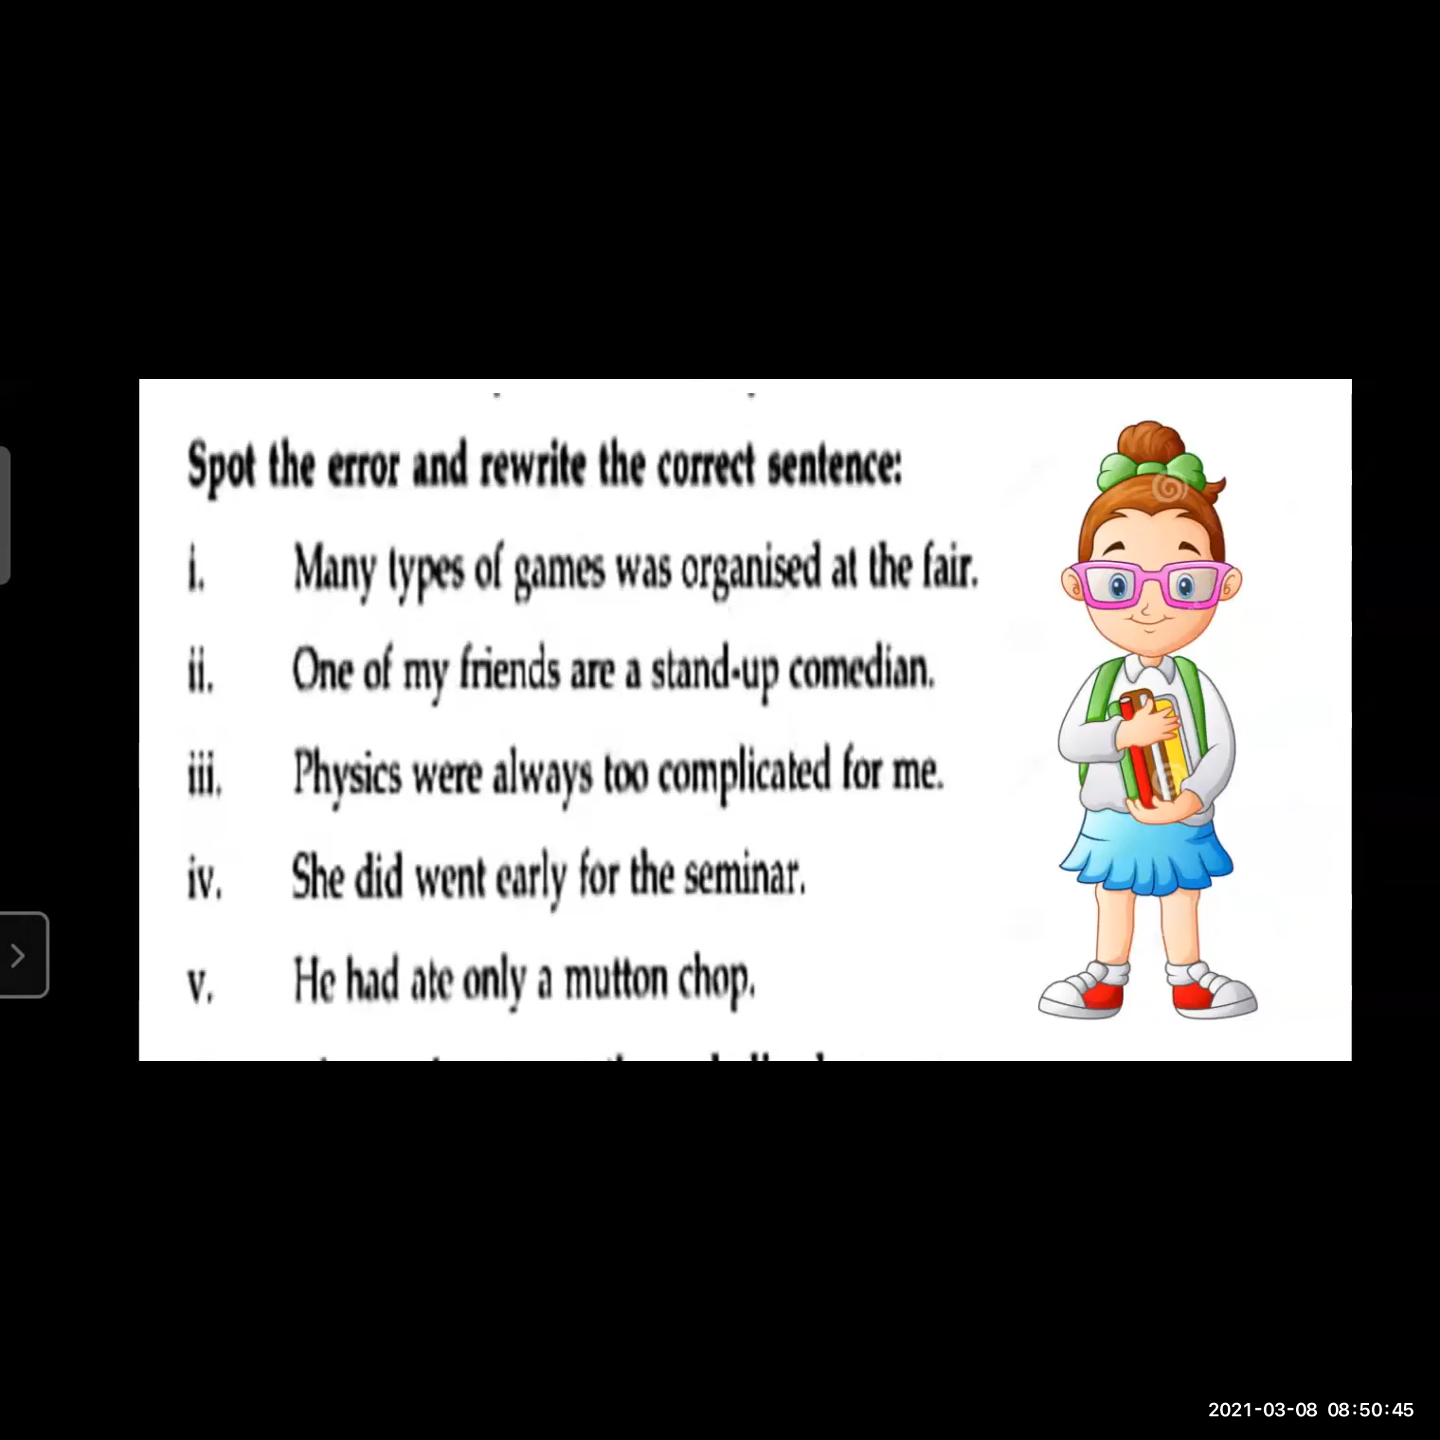 Spot the error and rewrite the correct sentence:
i. Many types of games was organised at the fair.
ii. One of my friends are a stand-up comedian.
iii. Physics were always too complicated for me.
iv. She did went early for the seminar.
v. He had ate only a mutton chop.
2021-03-08 08:50:45